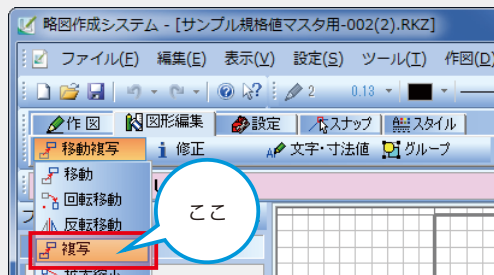 略図作成システム - [サンプル規格値マスタ用-002(2).RKZ]
ファイル(F) 編集(E) 表示(V) 設定(S) ツール(T) 作図(D)
2 0.13
作図 図形編集 設定 スナップ スタイル
移動複写 修正 文字・寸法値 グループ
移動
回転移動
反転移動
複写
ここ